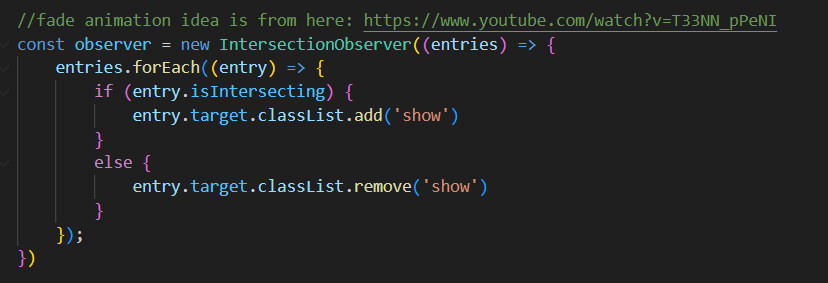 //fade animation idea is from here: https://www.youtube.com/watch?v=T33NN_pPeNI
const observer = new IntersectionObserver((entries) => {
entries.forEach((entry) => {
if (entry.isIntersecting) {
entry.target.classList.add('show')
}
else {
entry.target.classList.remove('show')
}
});
})